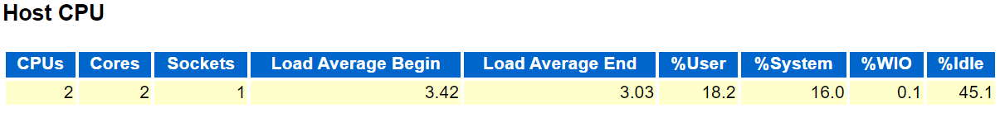 Host CPU
CPUs Cores Sockets Load Average Begin Load Average End %User %System %WIO %Idle
2 2 1 3.42 3.03 18.2 16.0 0.1 45.1